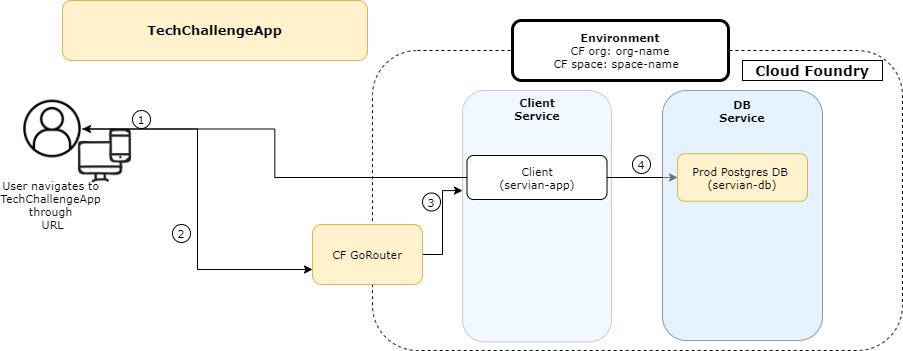 TechChallengeApp
Environment
CF org: org-name
CF space: space-name
Cloud Foundry
Client
Service
DB
Service
1
User navigates to
TechChallengeApp
through
URL
Client
(servian-app)
4
Prod Postgres DB
(servian-db)
3
2
CF GoRouter